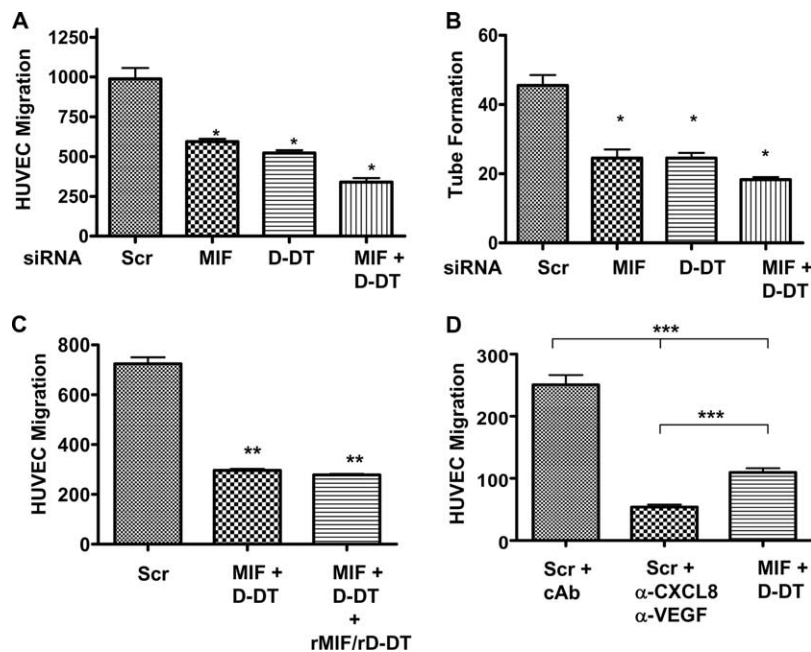 A
HUVEC Migration
1250
1000
750
500
250
0
*
*
*
siRNA Scr MIF D-DT MIF +
D-DT
B
Tube Formation
60
40
20
0
*
*
*
siRNA Scr MIF D-DT MIF +
D-DT
C
HUVEC Migration
800
600
400
200
0
**
**
Scr MIF + MIF +
D-DT D-DT
+
rMIF/rD-DT
D
HUVEC Migration
300
200
100
0
***
***
Scr + Scr + MIF +
cAb α-CXCL8 D-DT
α-VEGF